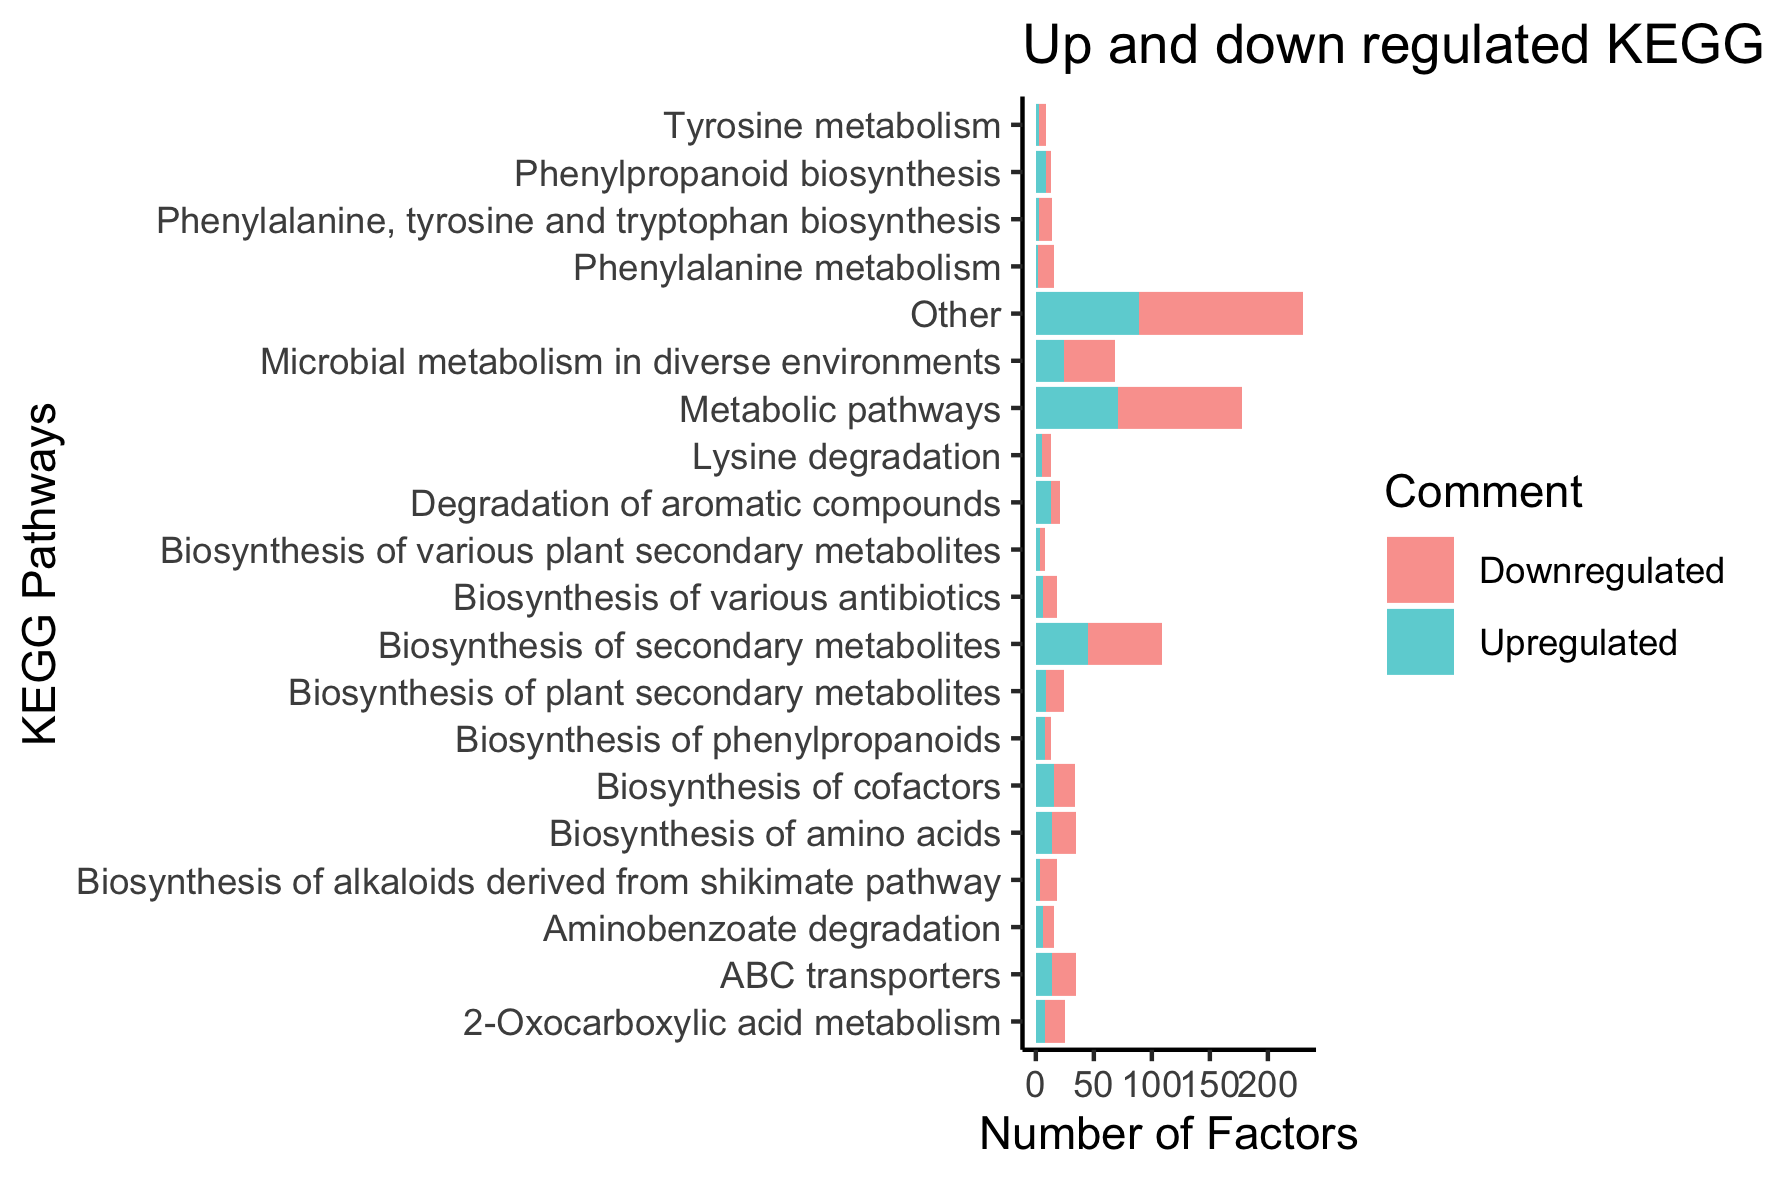 Up and down regulated KEGG
KEGG Pathways
Tyrosine metabolism
Phenylpropanoid biosynthesis
Phenylalanine, tyrosine and tryptophan biosynthesis
Phenylalanine metabolism
Other
Microbial metabolism in diverse environments
Metabolic pathways
Lysine degradation
Degradation of aromatic compounds
Biosynthesis of various plant secondary metabolites
Biosynthesis of various antibiotics
Biosynthesis of secondary metabolites
Biosynthesis of plant secondary metabolites
Biosynthesis of phenylpropanoids
Biosynthesis of cofactors
Biosynthesis of amino acids
Biosynthesis of alkaloids derived from shikimate pathway
Aminobenzoate degradation
ABC transporters
2-Oxocarboxylic acid metabolism
0 50 100 150 200
Number of Factors
Comment
Downregulated
Upregulated